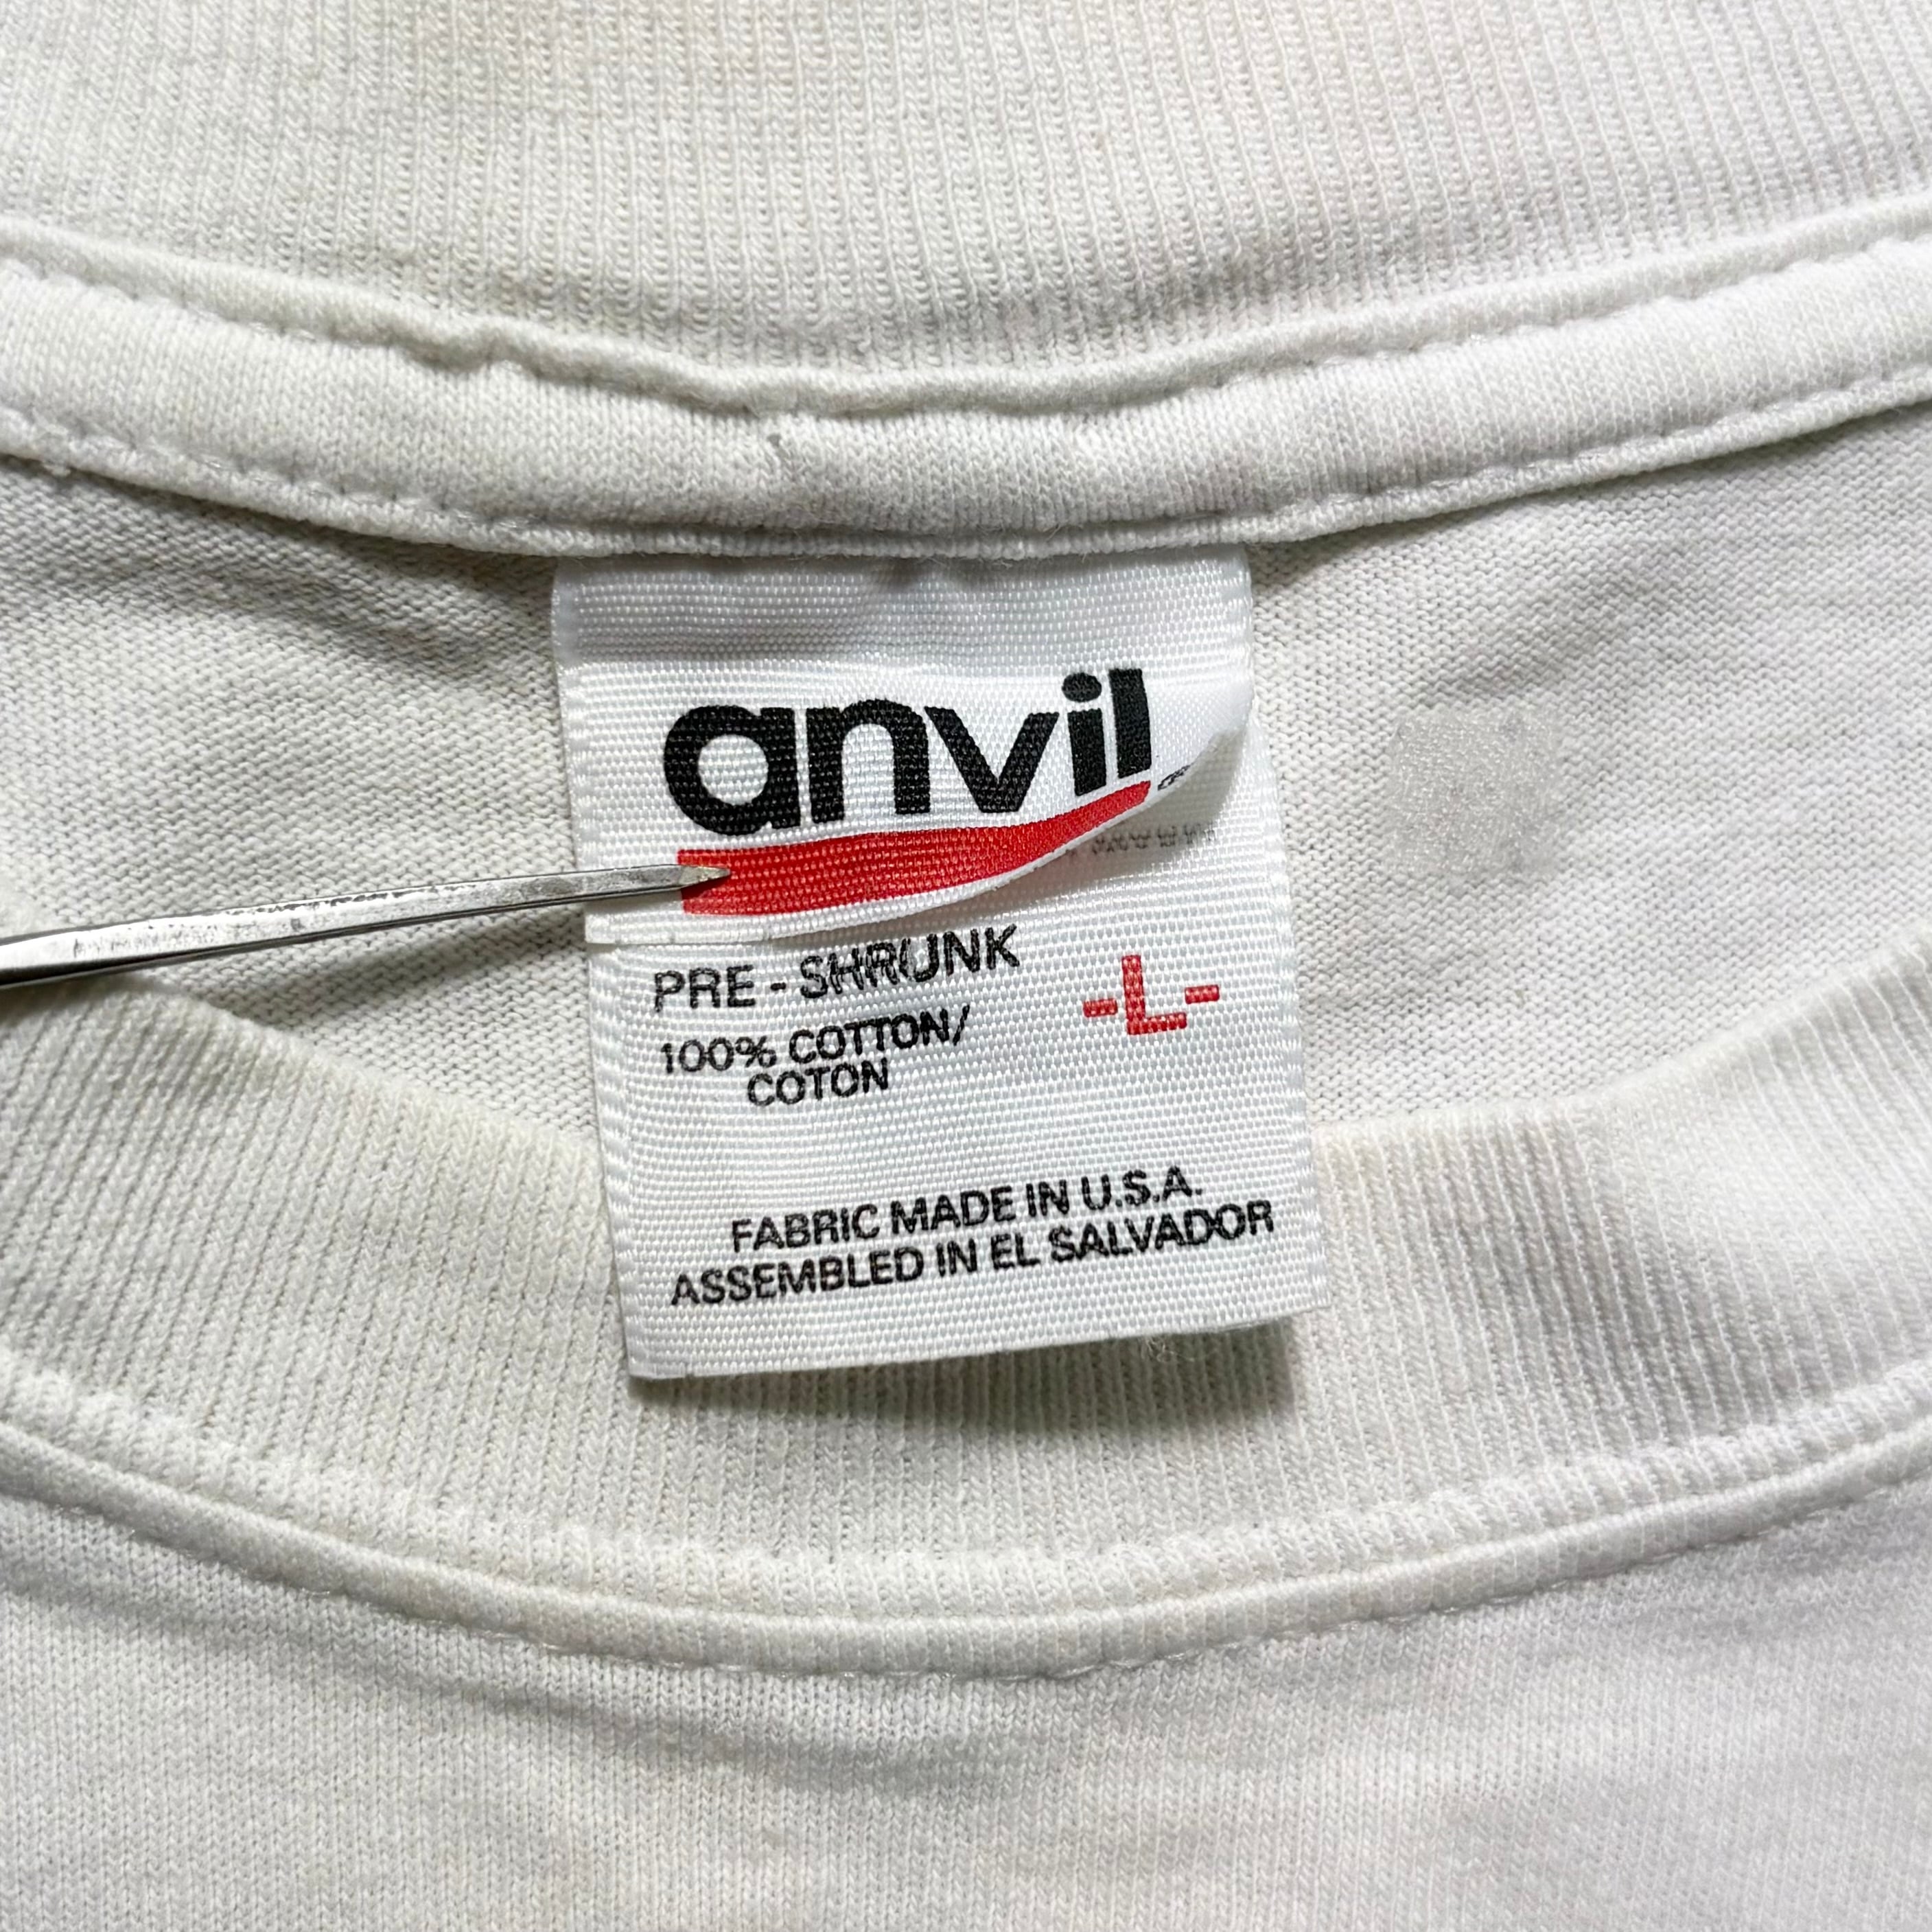 anvil
PRE-SHRUNK
-L-
100% COTTON/
COTON
FABRIC MADE IN U.S.A.
ASSEMBLED IN EL SALVADOR